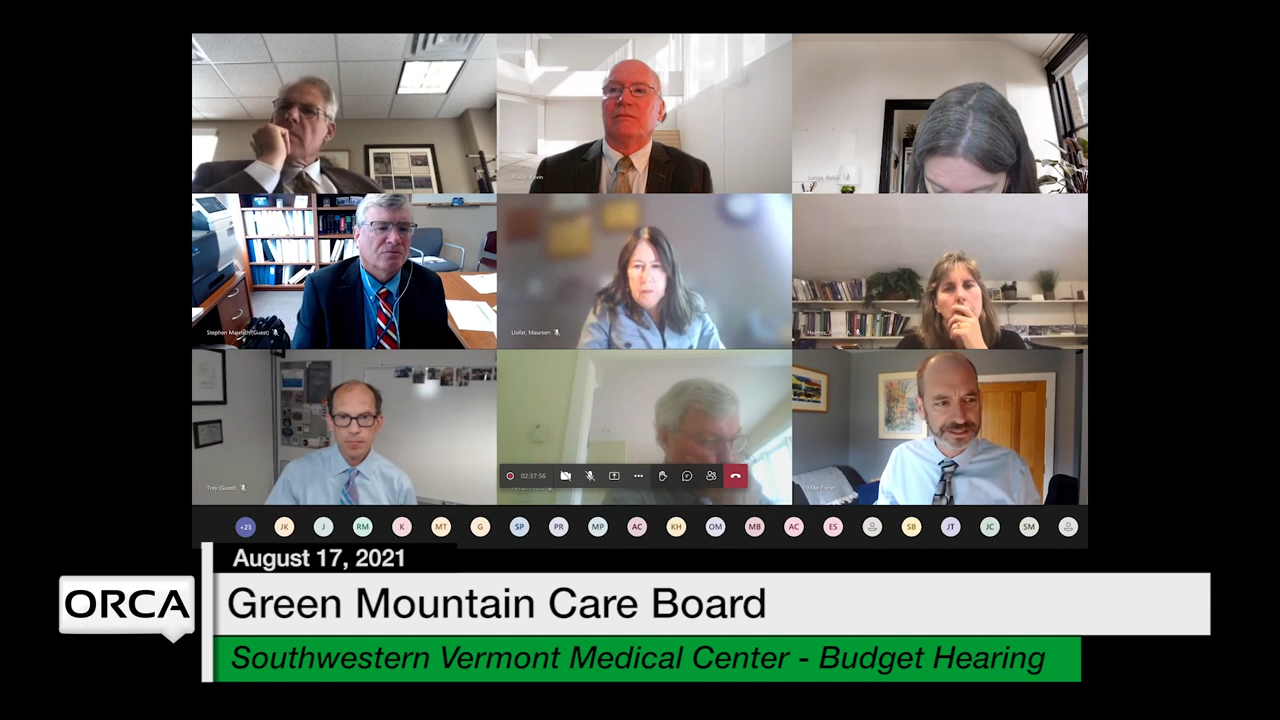 Mullin, Kevin
Lunge, Robin
Stephen Majetich (Guest)
Usifer, Maureen
Holmes,
Trey (Guest)
02:37:56
Mike Fisher
+23
JK
J
RM
K
MT
G
SP
PR
MP
AC
KH
OM
MB
AC
ES
SB
JT
JC
SM
August 17, 2021
ORCA
Green Mountain Care Board
Southwestern Vermont Medical Center - Budget Hearing